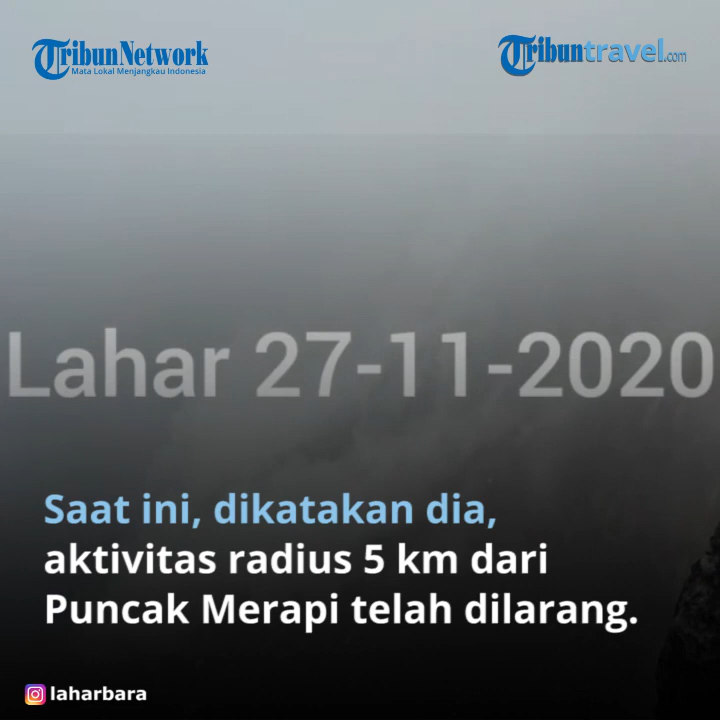 TribunNetwork
Mata Lokal Menjangkau Indonesia
Tribuntravel.com
Lahar 27-11-2020
Saat ini, dikatakan dia,
aktivitas radius 5 km dari
Puncak Merapi telah dilarang.
laharbara